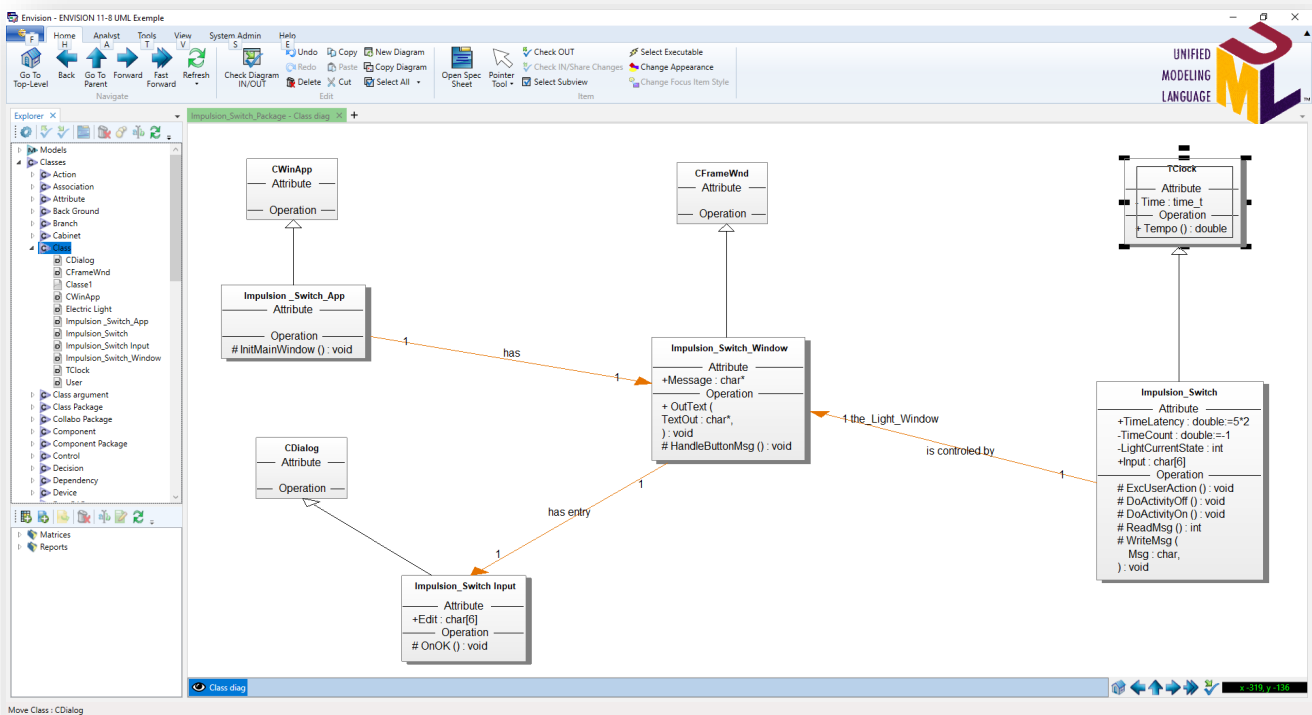 Envision - ENVISION 11-8 UML Exemple
F
Home Analyst Tools View System Admin Help
H A T V S E
Go To Top-Level
Back
Go To Parent
Forward
Fast Forward
Refresh
Navigate
Check Diagram IN/OUT
Undo Copy New Diagram
Redo Paste Copy Diagram
Delete Cut Select All
Edit
Open Spec Sheet
Pointer Tool
Check OUT
Check IN/Share Changes
Select Subview
Select Executable
Change Appearance
Change Focus Item Style
Item
UNIFIED
MODELING
LANGUAGE
UML
TM
Explorer
Models
Classes
Action
Association
Attribute
Back Ground
Branch
Cabinet
Class
CDialog
CFrameWnd
Classe1
CWinApp
Electric Light
Impulsion _Switch_App
Impulsion_Switch
Impulsion_Switch Input
Impulsion_Switch_Window
TClock
User
Class argument
Class Package
Collabo Package
Component
Component Package
Control
Decision
Dependency
Device
Matrices
Reports
Impulsion_Switch_Package - Class diag
CWinApp
Attribute
Operation
CFrameWnd
Attribute
Operation
TClock
Attribute
- Time : time_t
Operation
+ Tempo () : double
Impulsion _Switch_App
Attribute
Operation
# InitMainWindow () : void
1
has
1
Impulsion_Switch_Window
Attribute
+Message : char*
Operation
+ OutText (
TextOut : char*,
) : void
# HandleButtonMsg () : void
1 the_Light_Window
is controled by
1
Impulsion_Switch
Attribute
+TimeLatency : double:=5*2
-TimeCount : double:=-1
-LightCurrentState : int
+Input : char[6]
Operation
# ExcUserAction () : void
# DoActivityOff () : void
# DoActivityOn () : void
# ReadMsg () : int
# WriteMsg (
Msg : char,
) : void
CDialog
Attribute
Operation
1
has entry
1
Impulsion_Switch Input
Attribute
+Edit : char[6]
Operation
# OnOK () : void
Class diag
x -319, y -136
Move Class : CDialog